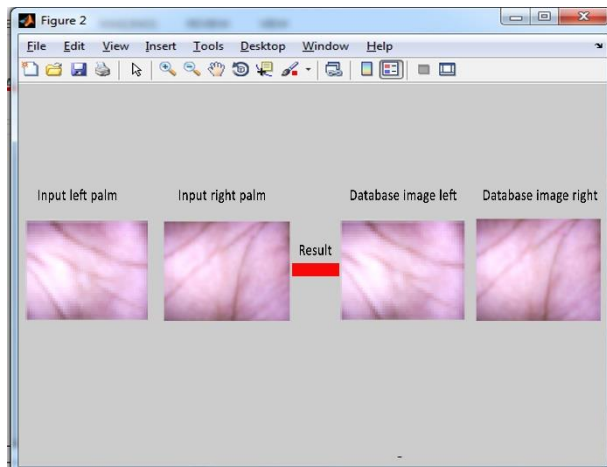 Figure 2
File Edit View Insert Tools Desktop Window Help
Input left palm Input right palm Database image left Database image right
Result